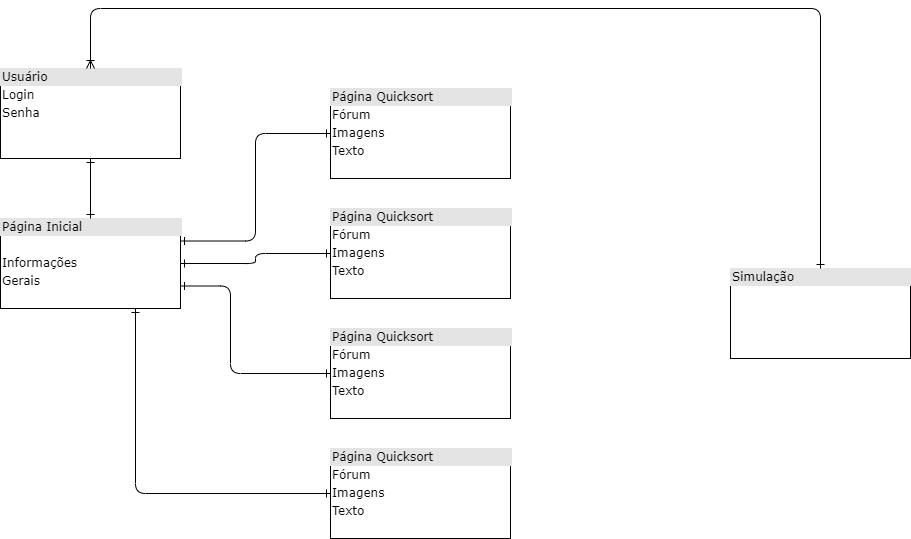 Usuário
Login
Senha
Página Inicial
Informações
Gerais
Página Quicksort
Fórum
Imagens
Texto
Página Quicksort
Fórum
Imagens
Texto
Página Quicksort
Fórum
Imagens
Texto
Página Quicksort
Fórum
Imagens
Texto
Simulação